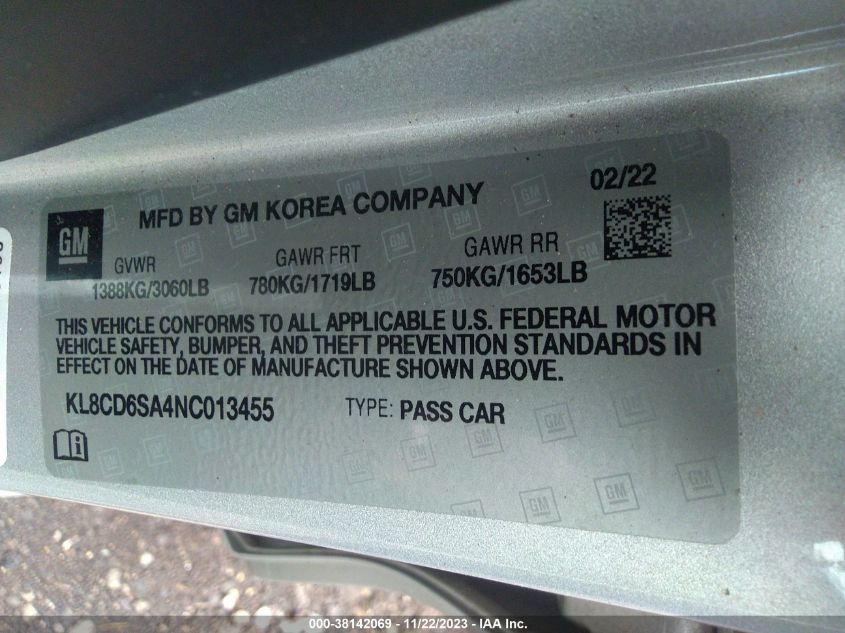 GM
MFD BY GM KOREA COMPANY
02/22
GVWR
GAWR FRT
GAWR RR
1388KG/3060LB
780KG/1719LB
750KG/1653LB
THIS VEHICLE CONFORMS TO ALL APPLICABLE U.S. FEDERAL MOTOR
VEHICLE SAFETY, BUMPER, AND THEFT PREVENTION STANDARDS IN
EFFECT ON THE DATE OF MANUFACTURE SHOWN ABOVE.
KL8CD6SA4NC013455
TYPE: PASS CAR
000-38142069 - 11/22/2023 - IAA Inc.